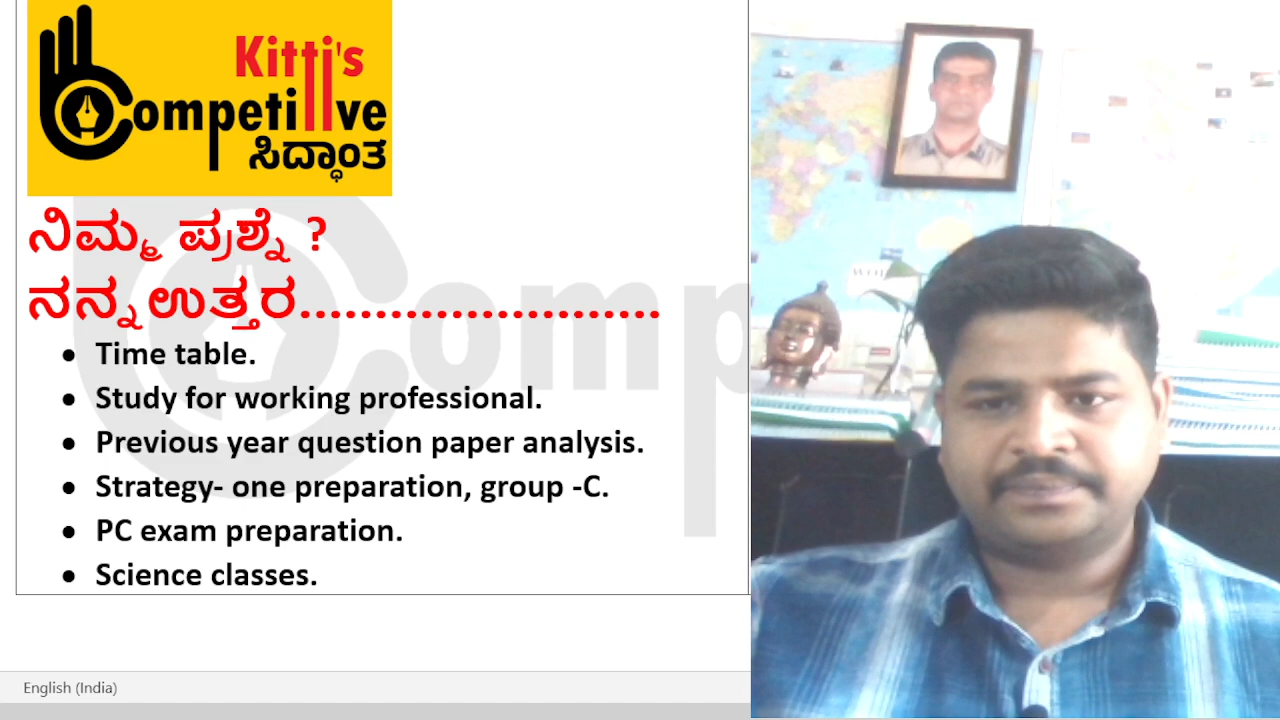 Kitti's
Competitive
ಸಿದ್ಧಾಂತ
ನಿಮ್ಮ ಪ್ರಶ್ನೆ ?
ನನ್ನ ಉತ್ತರ........................
• Time table.
• Study for working professional.
• Previous year question paper analysis.
• Strategy- one preparation, group -C.
• PC exam preparation.
• Science classes.
English (India)